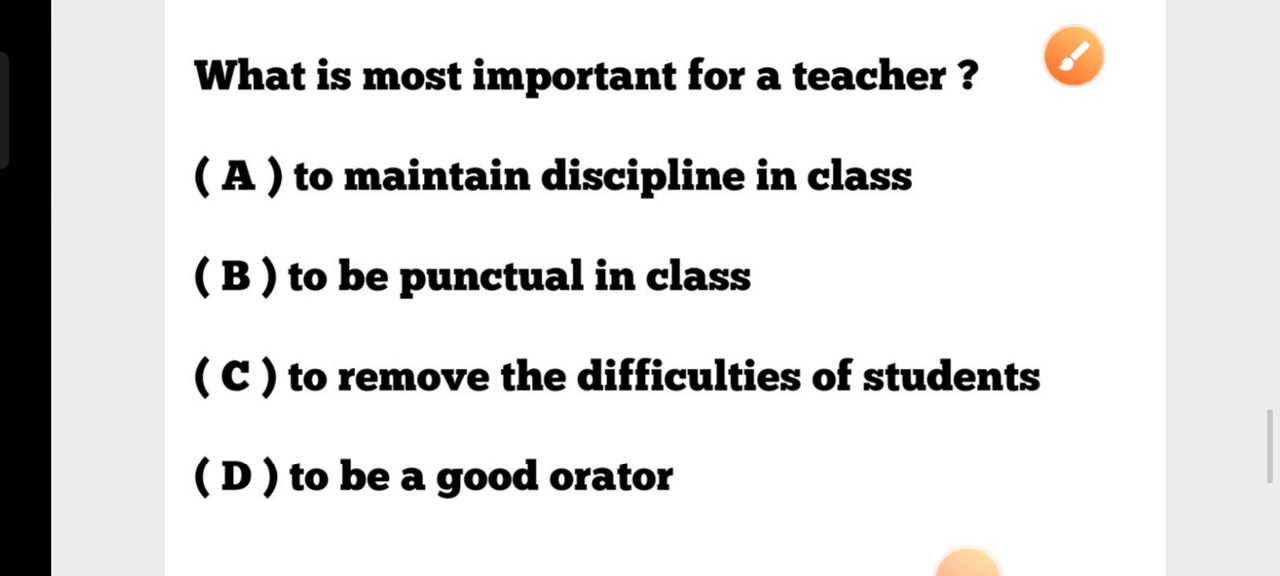 What is most important for a teacher ?
( A ) to maintain discipline in class
( B ) to be punctual in class
( C ) to remove the difficulties of students
( D ) to be a good orator